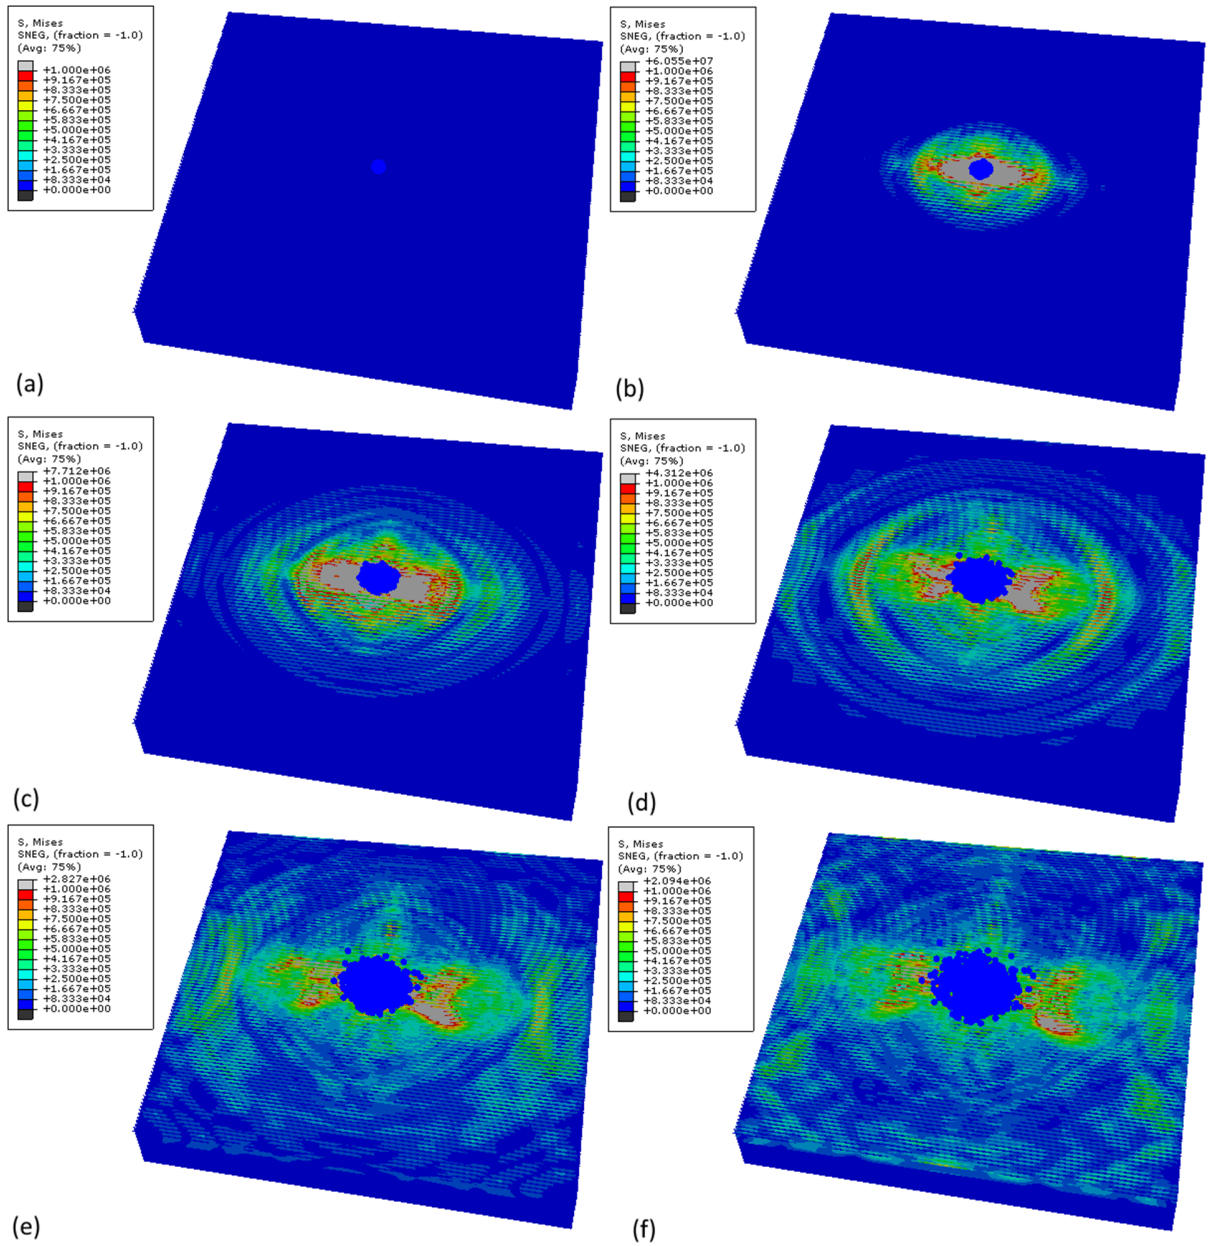 S, Mises
SNEG, (fraction = -1.0)
(Avg: 75%)
+1.000e+06
+9.167e+05
+8.333e+05
+7.500e+05
+6.667e+05
+5.833e+05
+5.000e+05
+4.167e+05
+3.333e+05
+2.500e+05
+1.667e+05
+8.333e+04
+0.000e+00
(a)
S, Mises
SNEG, (fraction = -1.0)
(Avg: 75%)
+6.055e+07
+1.000e+06
+9.167e+05
+8.333e+05
+7.500e+05
+6.667e+05
+5.833e+05
+5.000e+05
+4.167e+05
+3.333e+05
+2.500e+05
+1.667e+05
+8.333e+04
+0.000e+00
(b)
S, Mises
SNEG, (fraction = -1.0)
(Avg: 75%)
+7.712e+06
+1.000e+06
+9.167e+05
+8.333e+05
+7.500e+05
+6.667e+05
+5.833e+05
+5.000e+05
+4.167e+05
+3.333e+05
+2.500e+05
+1.667e+05
+8.333e+04
+0.000e+00
(c)
S, Mises
SNEG, (fraction = -1.0)
(Avg: 75%)
+4.312e+06
+1.000e+06
+9.167e+05
+8.333e+05
+7.500e+05
+6.667e+05
+5.833e+05
+5.000e+05
+4.167e+05
+3.333e+05
+2.500e+05
+1.667e+05
+8.333e+04
+0.000e+00
(d)
S, Mises
SNEG, (fraction = -1.0)
(Avg: 75%)
+2.827e+06
+1.000e+06
+9.167e+05
+8.333e+05
+7.500e+05
+6.667e+05
+5.833e+05
+5.000e+05
+4.167e+05
+3.333e+05
+2.500e+05
+1.667e+05
+8.333e+04
+0.000e+00
(e)
S, Mises
SNEG, (fraction = -1.0)
(Avg: 75%)
+2.094e+06
+1.000e+06
+9.167e+05
+8.333e+05
+7.500e+05
+6.667e+05
+5.833e+05
+5.000e+05
+4.167e+05
+3.333e+05
+2.500e+05
+1.667e+05
+8.333e+04
+0.000e+00
(f)